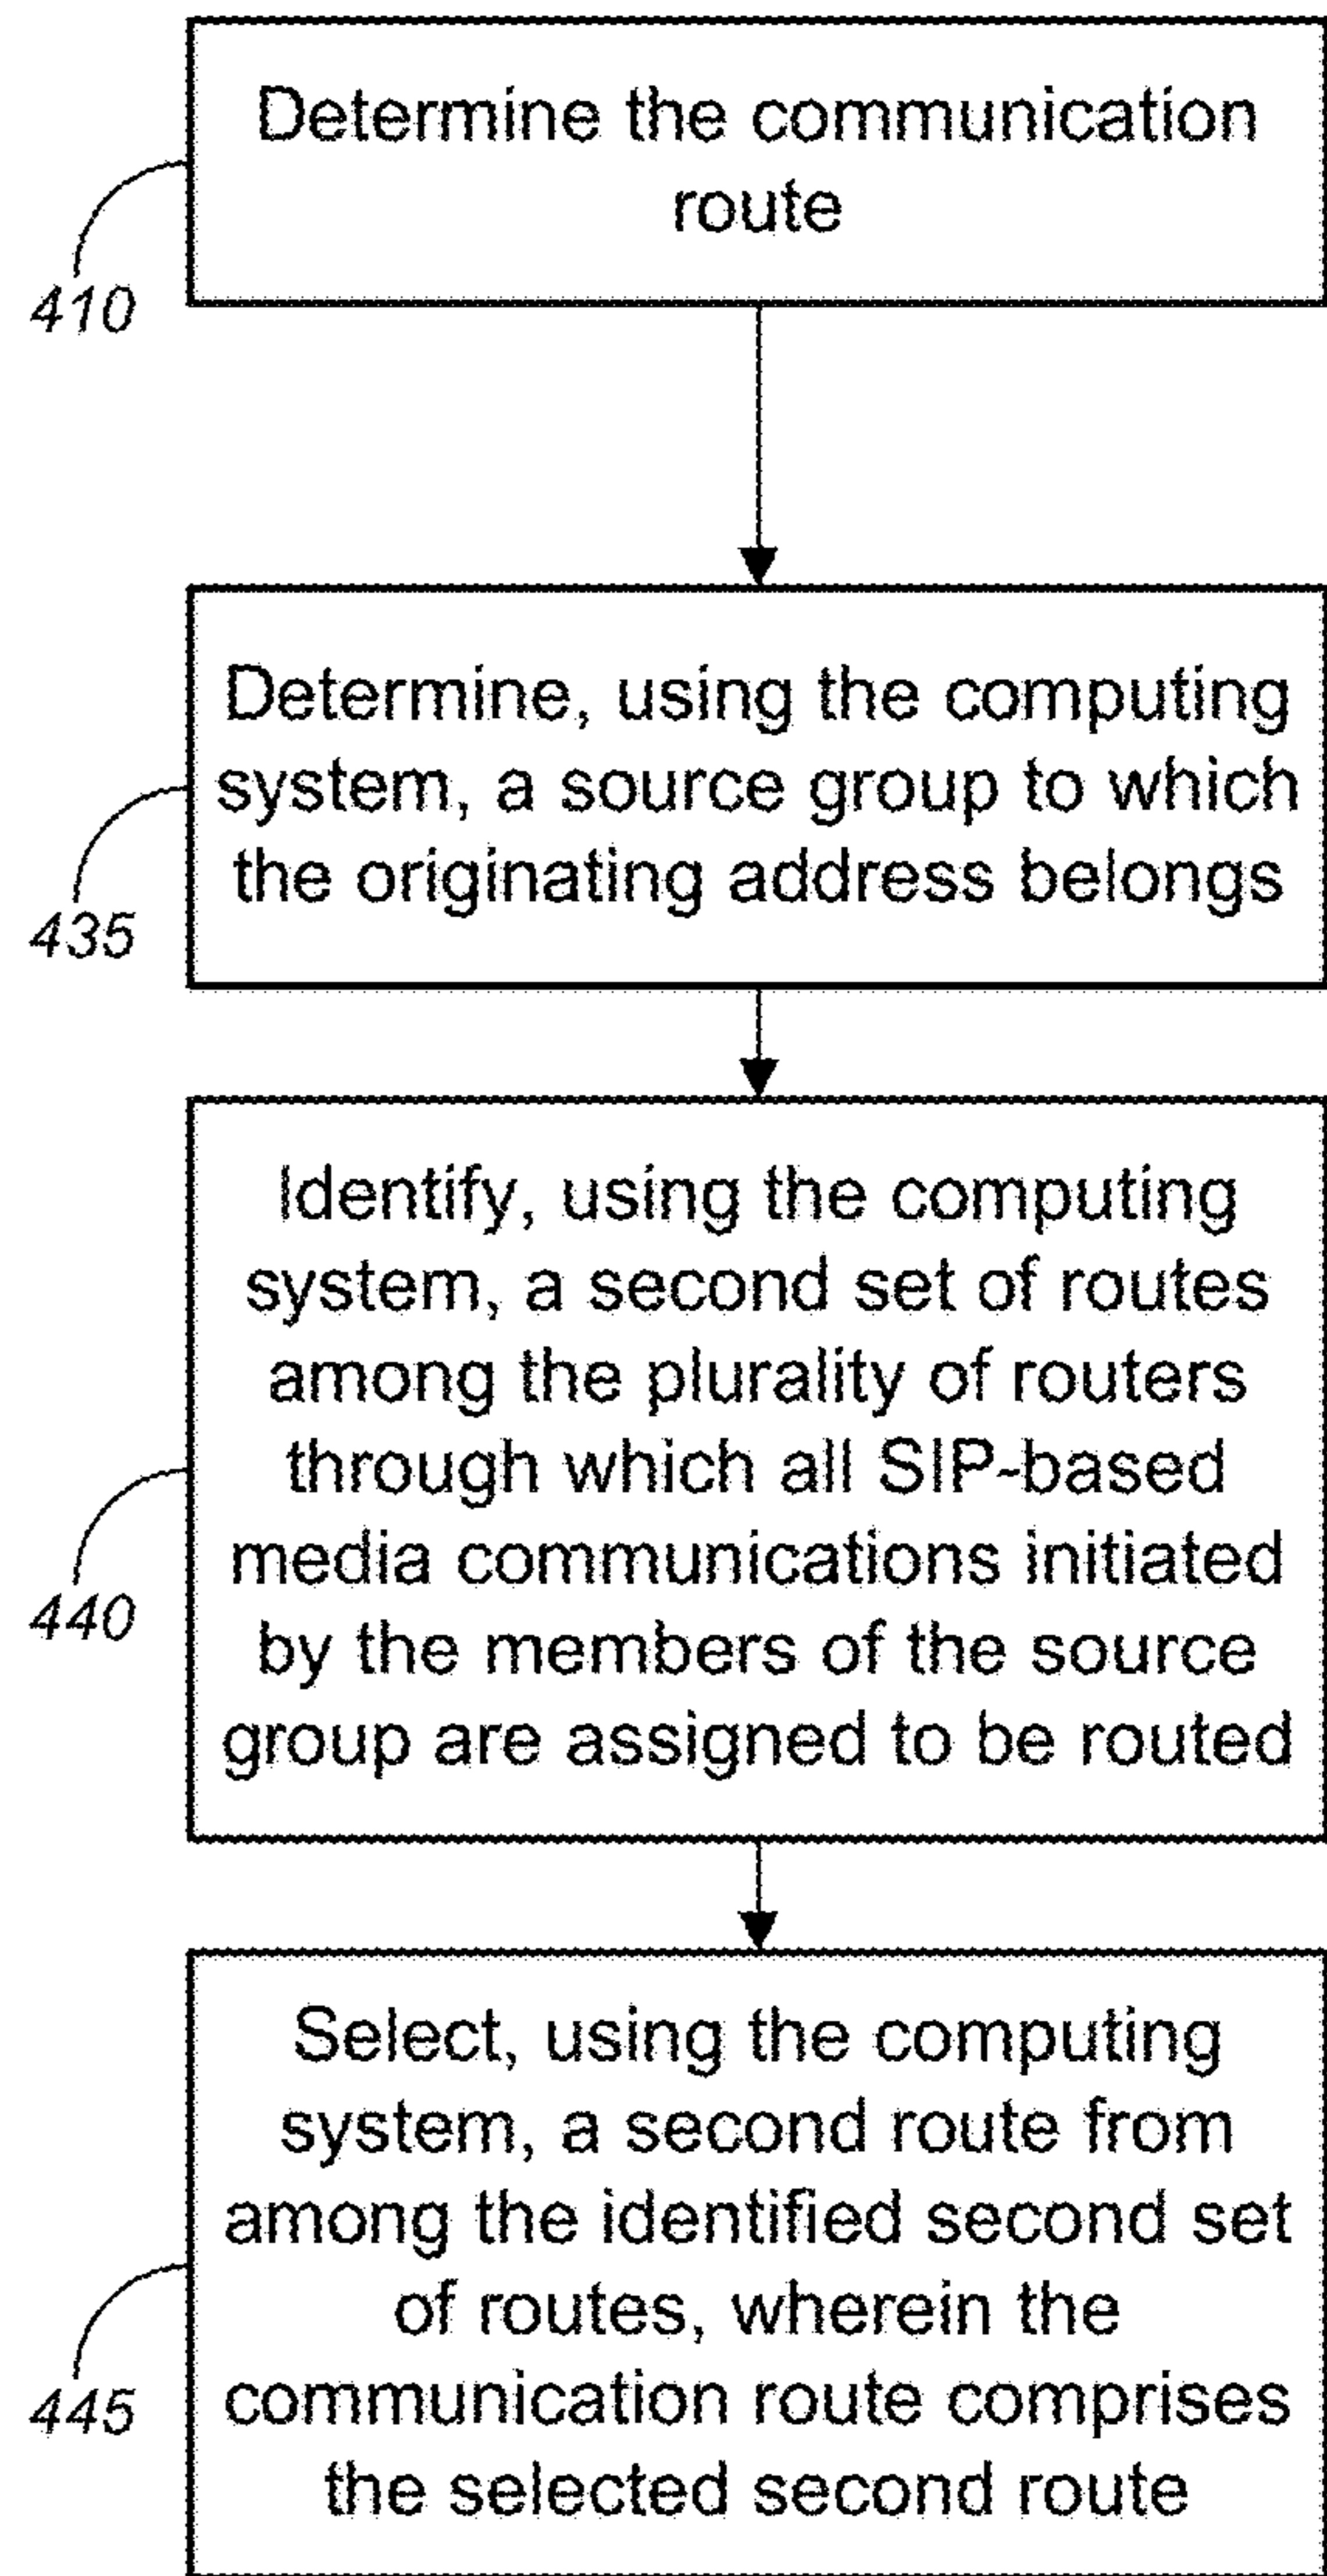 Determine the communication
route
410
Determine, using the computing
system, a source group to which
the originating address belongs
435
Identify, using the computing
system, a second set of routes
among the plurality of routers
through which all SIP-based
media communications initiated
by the members of the source
group are assigned to be routed
440
Select, using the computing
system, a second route from
among the identified second set
of routes, wherein the
communication route comprises
the selected second route
445